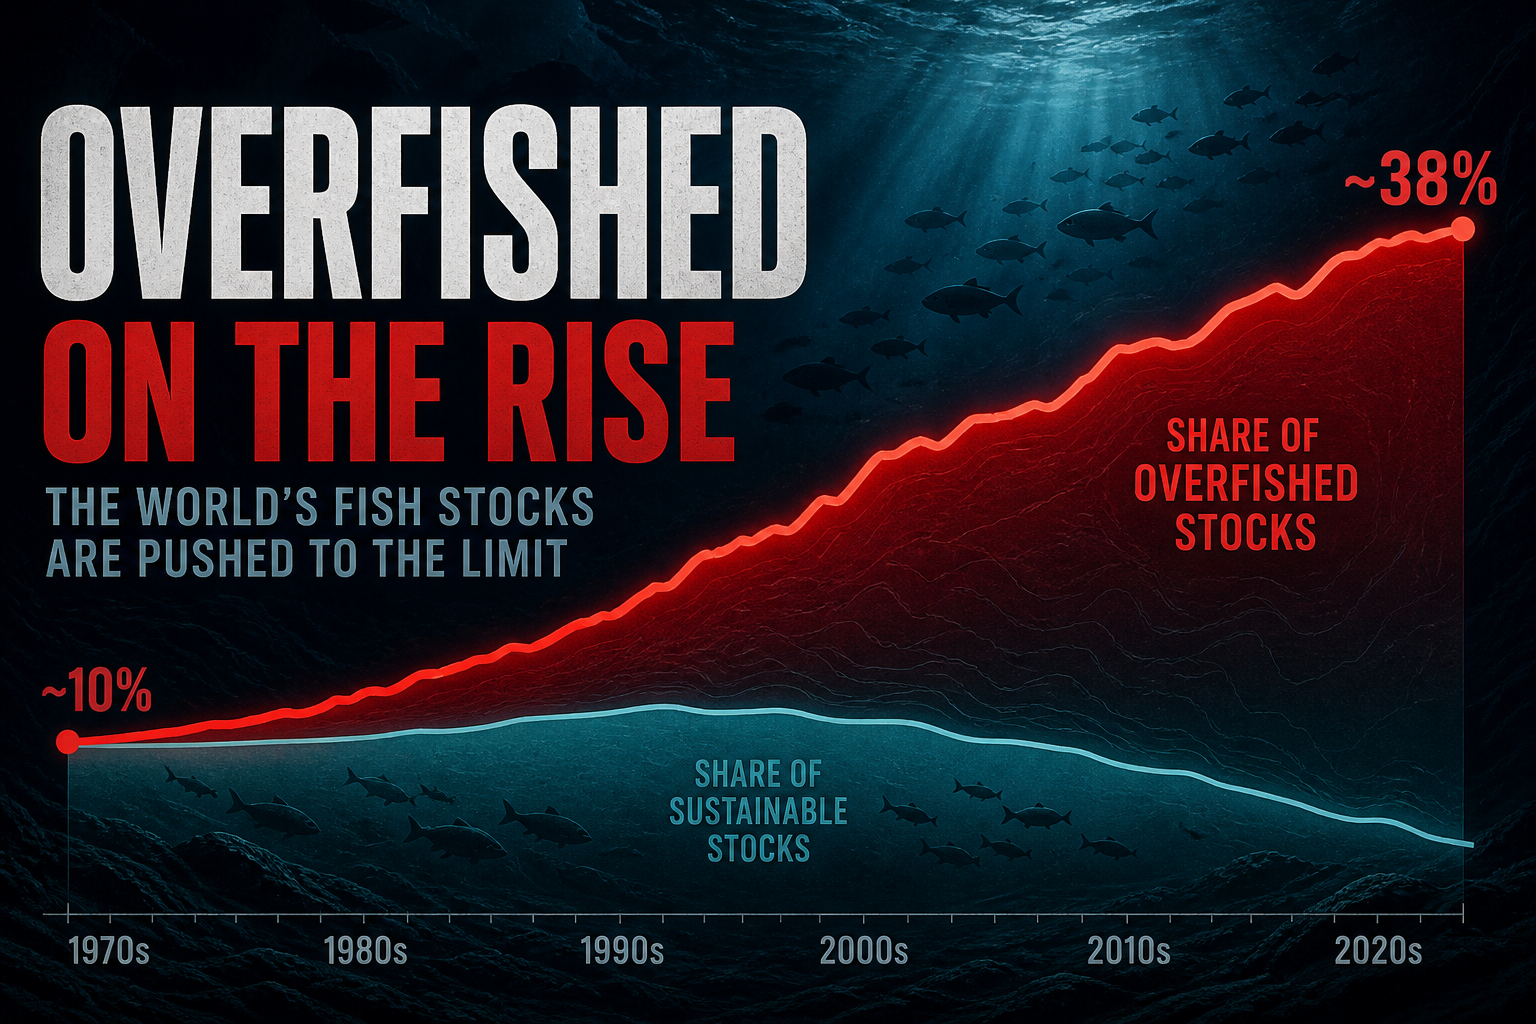 OVERFISHED
ON THE RISE
THE WORLD'S FISH STOCKS
ARE PUSHED TO THE LIMIT
~38%
SHARE OF
OVERFISHED
STOCKS
~10%
SHARE OF
SUSTAINABLE
STOCKS
1970s 1980s 1990s 2000s 2010s 2020s